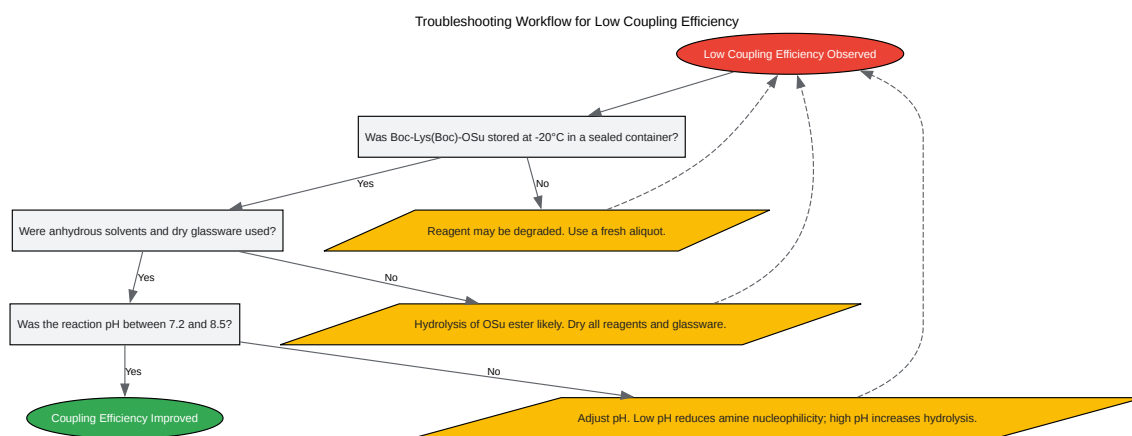 Troubleshooting Workflow for Low Coupling Efficiency
Low Coupling Efficiency Observed
Was Boc-Lys(Boc)-OSu stored at -20°C in a sealed container?
Yes
No
Were anhydrous solvents and dry glassware used?
Reagent may be degraded. Use a fresh aliquot.
Yes
No
Was the reaction pH between 7.2 and 8.5?
Hydrolysis of OSu ester likely. Dry all reagents and glassware.
Yes
No
Coupling Efficiency Improved
Adjust pH. Low pH reduces amine nucleophilicity; high pH increases hydrolysis.